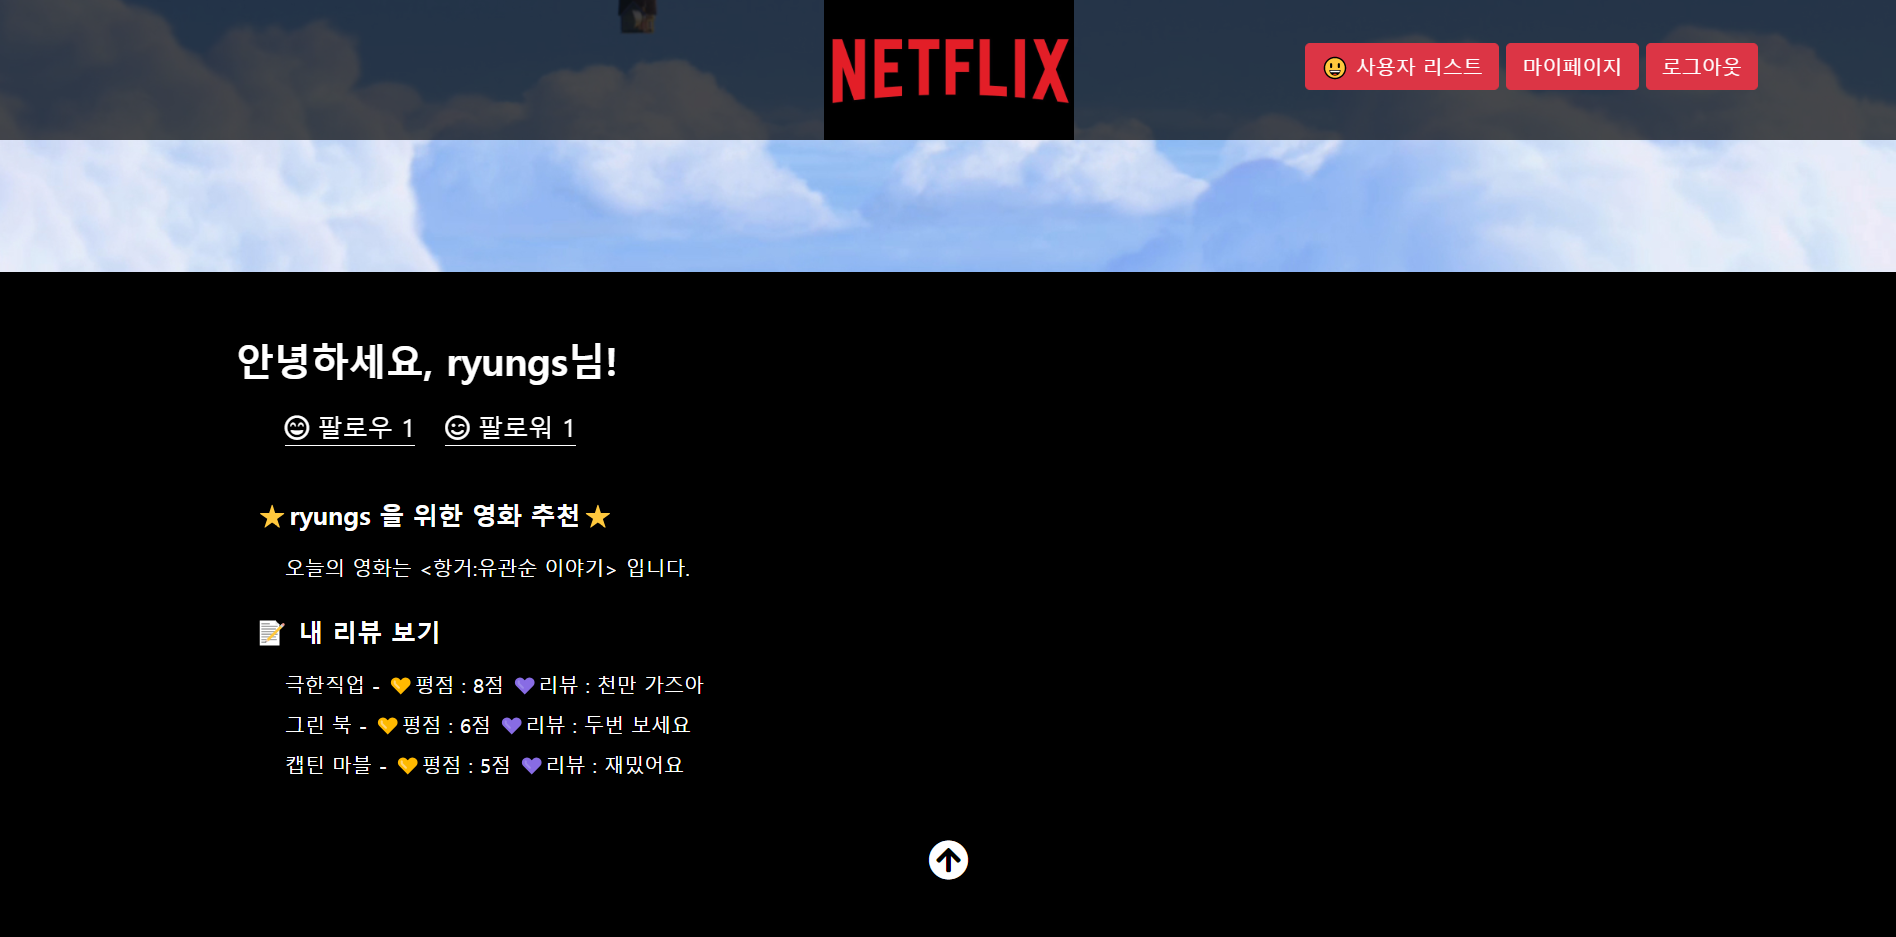 NETFLIX
😃 사용자 리스트 마이페이지 로그아웃
안녕하세요, ryungs님!
팔로우 1 팔로워 1
⭐ryungs 을 위한 영화 추천⭐
오늘의 영화는 <항거:유관순 이야기> 입니다.
📝 내 리뷰 보기
극한직업 - 💛평점 : 8점 💜리뷰 : 천만 가즈아
그린 북 - 💛평점 : 6점 💜리뷰 : 두번 보세요
캡틴 마블 - 💛평점 : 5점 💜리뷰 : 재밌어요